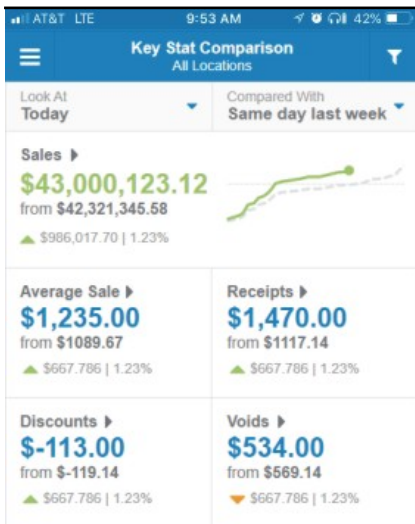 AT&T LTE 9:53 AM 42%
Key Stat Comparison
All Locations
Look At
Today
Compared With
Same day last week
Sales
$43,000,123.12
from $42,321,345.58
$986,017.70 | 1.23%
Average Sale
$1,235.00
from $1089.67
$667.786 | 1.23%
Receipts
$1,470.00
from $1117.14
$667.786 | 1.23%
Discounts
$-113.00
from $-119.14
$667.786 | 1.23%
Voids
$534.00
from $569.14
$667.786 | 1.23%